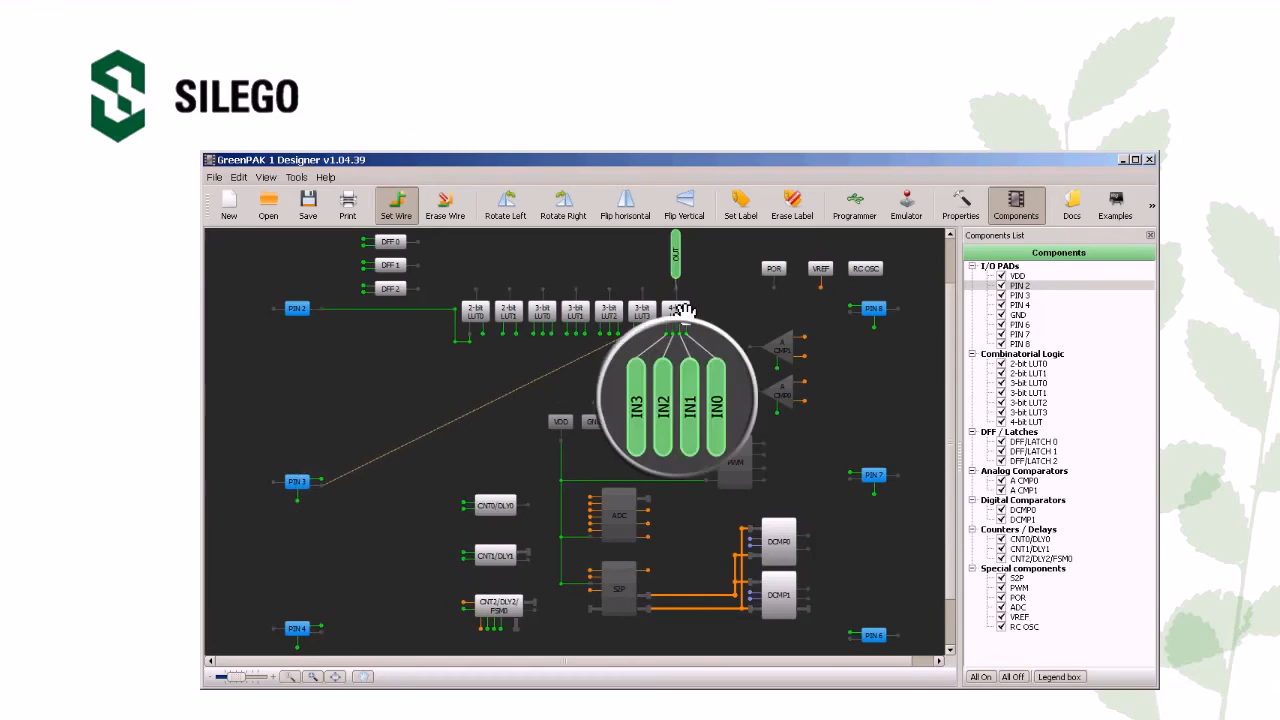 SILEGO
GreenPAK 1 Designer v1.04.39
File Edit View Tools Help
New Open Save Print Set Wire Erase Wire Rotate Left Rotate Right Flip horizontal Flip Vertical Set Label Erase Label Programmer Emulator Properties Components Docs Examples
DFF 0
DFF 1
DFF 2
OUT
POR VREF RC OSC
PIN 2
2-bit LUT0
2-bit LUT1
3-bit LUT0
3-bit LUT1
3-bit LUT2
3-bit LUT3
PIN 8
A CMP1
A CMP0
IN3 IN2 IN1 IN0
VDD
PWM
PIN 3
PIN 7
CNT0/DLY0
ADC
CNT1/DLY1
DCMP0
S2P
DCMP1
CNT2/DLY2/
FSM0
PIN 4
PIN 6
Components List
Components
I/O PADs
VDD
PIN 2
PIN 3
PIN 4
GND
PIN 6
PIN 7
PIN 8
Combinatorial Logic
2-bit LUT0
2-bit LUT1
3-bit LUT0
3-bit LUT1
3-bit LUT2
3-bit LUT3
4-bit LUT
DFF / Latches
DFF/LATCH 0
DFF/LATCH 1
DFF/LATCH 2
Analog Comparators
A CMP0
A CMP1
Digital Comparators
DCMP0
DCMP1
Counters / Delays
CNT0/DLY0
CNT1/DLY1
CNT2/DLY2/FSM0
Special components
S2P
PWM
POR
ADC
VREF
RC OSC
All On All Off Legend box